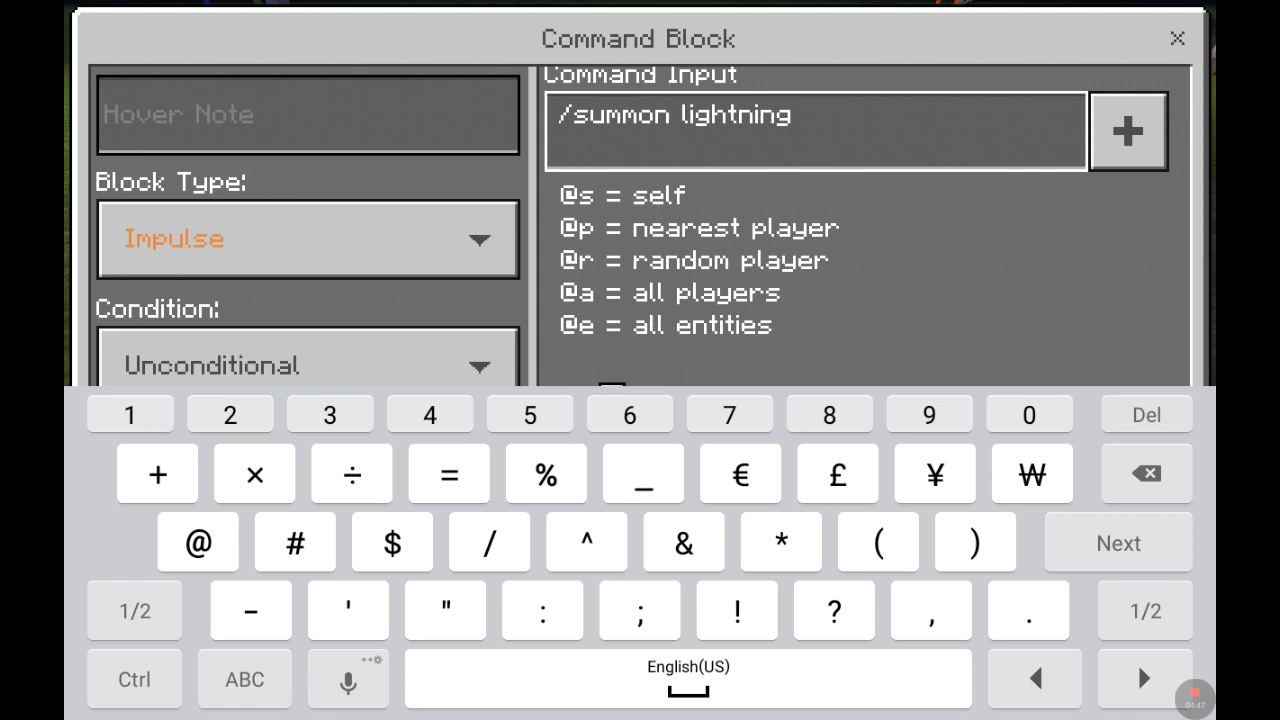 Command Block
Hover Note
Block Type:
Impulse
Condition:
Unconditional
Command Input
/summon lightning
@s = self
@p = nearest player
@r = random player
@a = all players
@e = all entities
1 2 3 4 5 6 7 8 9 0 Del
+ × ÷ = % _ € £ ¥ ₩
@ # $ / ^ & * ( ) Next
1/2 - ' " : ; ! ? , . 1/2
Ctrl ABC English(US)
04:47